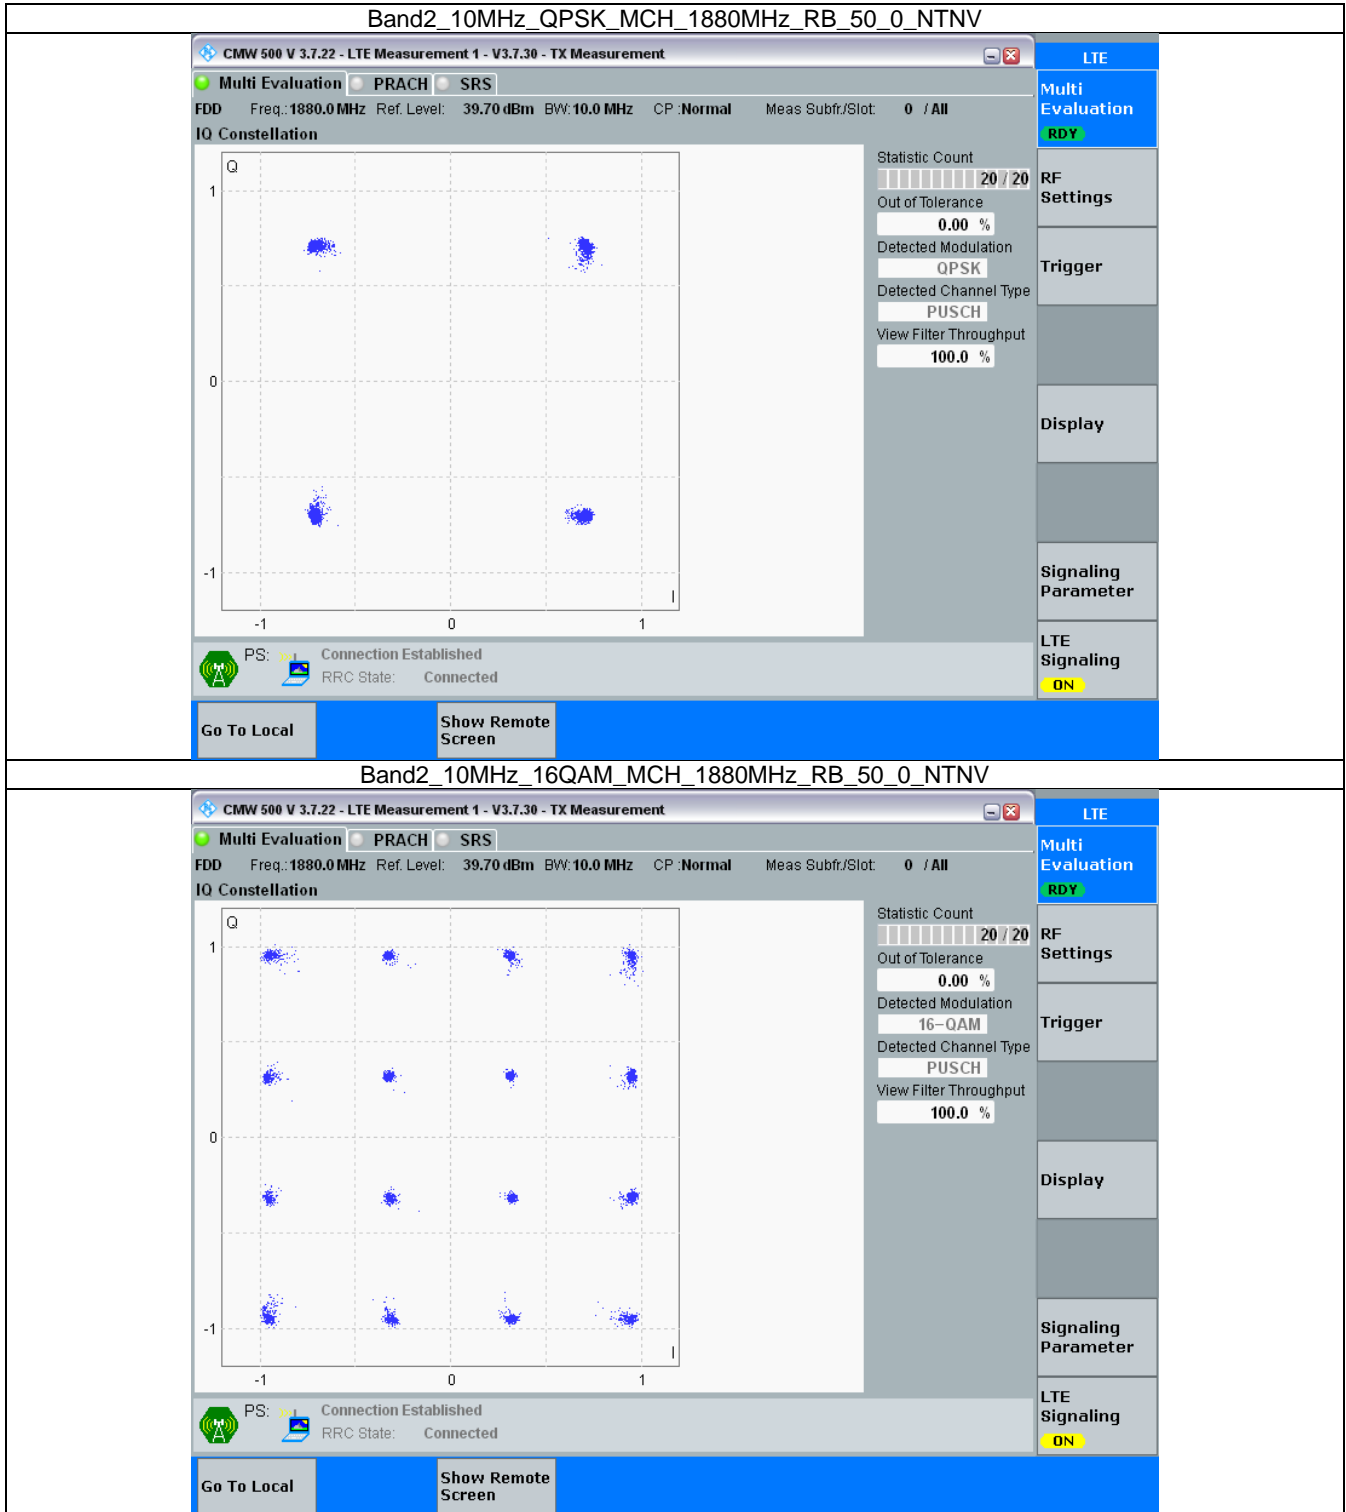 Band2_10MHz_QPSK_MCH_1880MHz_RB_50_0_NTNV
CMW 500 V 3.7.22 - LTE Measurement 1 - V3.7.30 - TX Measurement
LTE
Multi Evaluation PRACH SRS
Multi
Evaluation
RDY
FDD Freq.: 1880.0 MHz Ref. Level: 39.70 dBm BW: 10.0 MHz CP : Normal Meas Subfr./Slot: 0 / All
IQ Constellation
Q
1
0
-1
-1 0 1
I
Statistic Count
20 / 20
Out of Tolerance
0.00 %
Detected Modulation
QPSK
Detected Channel Type
PUSCH
View Filter Throughput
100.0 %
RF
Settings
Trigger
Display
Signaling
Parameter
LTE
Signaling
ON
PS: Connection Established
RRC State: Connected
Go To Local
Show Remote
Screen
Band2_10MHz_16QAM_MCH_1880MHz_RB_50_0_NTNV
CMW 500 V 3.7.22 - LTE Measurement 1 - V3.7.30 - TX Measurement
LTE
Multi Evaluation PRACH SRS
Multi
Evaluation
RDY
FDD Freq.: 1880.0 MHz Ref. Level: 39.70 dBm BW: 10.0 MHz CP : Normal Meas Subfr./Slot: 0 / All
IQ Constellation
Q
1
0
-1
-1 0 1
I
Statistic Count
20 / 20
Out of Tolerance
0.00 %
Detected Modulation
16-QAM
Detected Channel Type
PUSCH
View Filter Throughput
100.0 %
RF
Settings
Trigger
Display
Signaling
Parameter
LTE
Signaling
ON
PS: Connection Established
RRC State: Connected
Go To Local
Show Remote
Screen